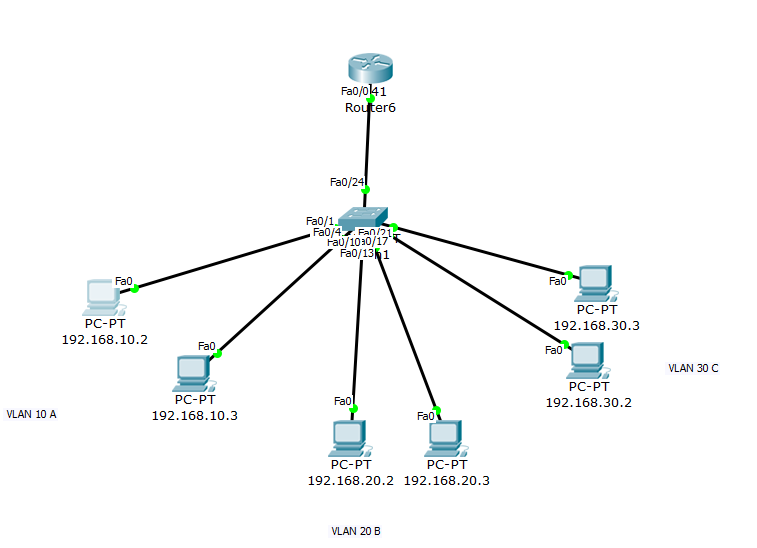 Fa0/0
41
Router6
Fa0/24
Fa0/1
Fa0/4
Fa0/21
Fa0/10
0/17
Fa0/13
Fa0
PC-PT
192.168.10.2
Fa0
PC-PT
192.168.10.3
Fa0
PC-PT
192.168.20.2
Fa0
PC-PT
192.168.20.3
Fa0
PC-PT
192.168.30.3
Fa0
PC-PT
192.168.30.2
VLAN 30 C
VLAN 10 A
VLAN 20 B